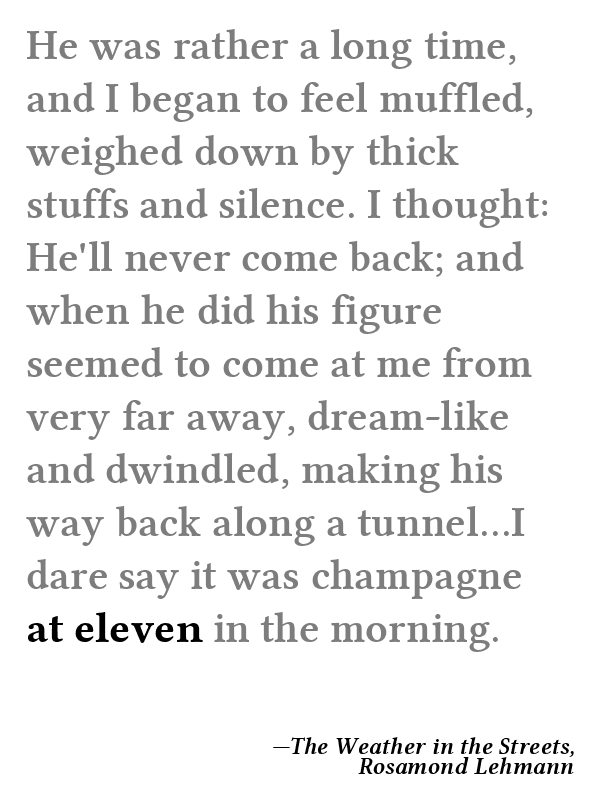 He was rather a long time,
and I began to feel muffled,
weighed down by thick
stuffs and silence. I thought:
He'll never come back; and
when he did his figure
seemed to come at me from
very far away, dream-like
and dwindled, making his
way back along a tunnel...I
dare say it was champagne
at eleven in the morning.
—The Weather in the Streets,
Rosamond Lehmann